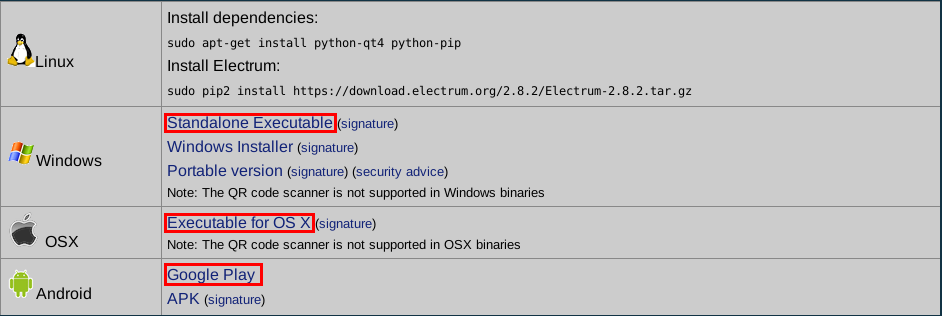 Linux
Install dependencies:
sudo apt-get install python-qt4 python-pip
Install Electrum:
sudo pip2 install https://download.electrum.org/2.8.2/Electrum-2.8.2.tar.gz
Windows
Standalone Executable (signature)
Windows Installer (signature)
Portable version (signature) (security advice)
Note: The QR code scanner is not supported in Windows binaries
OSX
Executable for OS X (signature)
Note: The QR code scanner is not supported in OSX binaries
Android
Google Play
APK (signature)